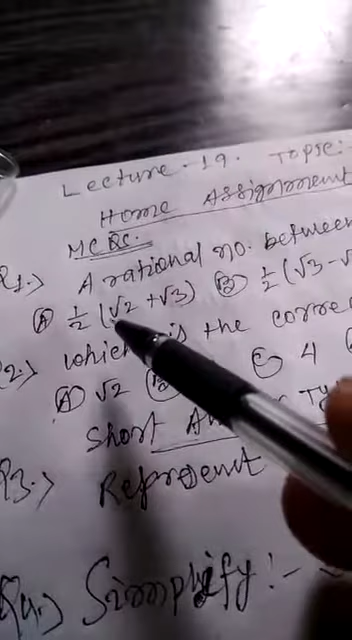 Lecture-19. Topic:-
Home Assignment
MCQs.
Q1.> A rational no. between
(A) 1/2 (√2 + √3) (B) 1/2 (√3 - √
Q2.> which is the corre
(A) √2 (C) 4
Short
Q3.> Represent
Q4.> Simplify:-